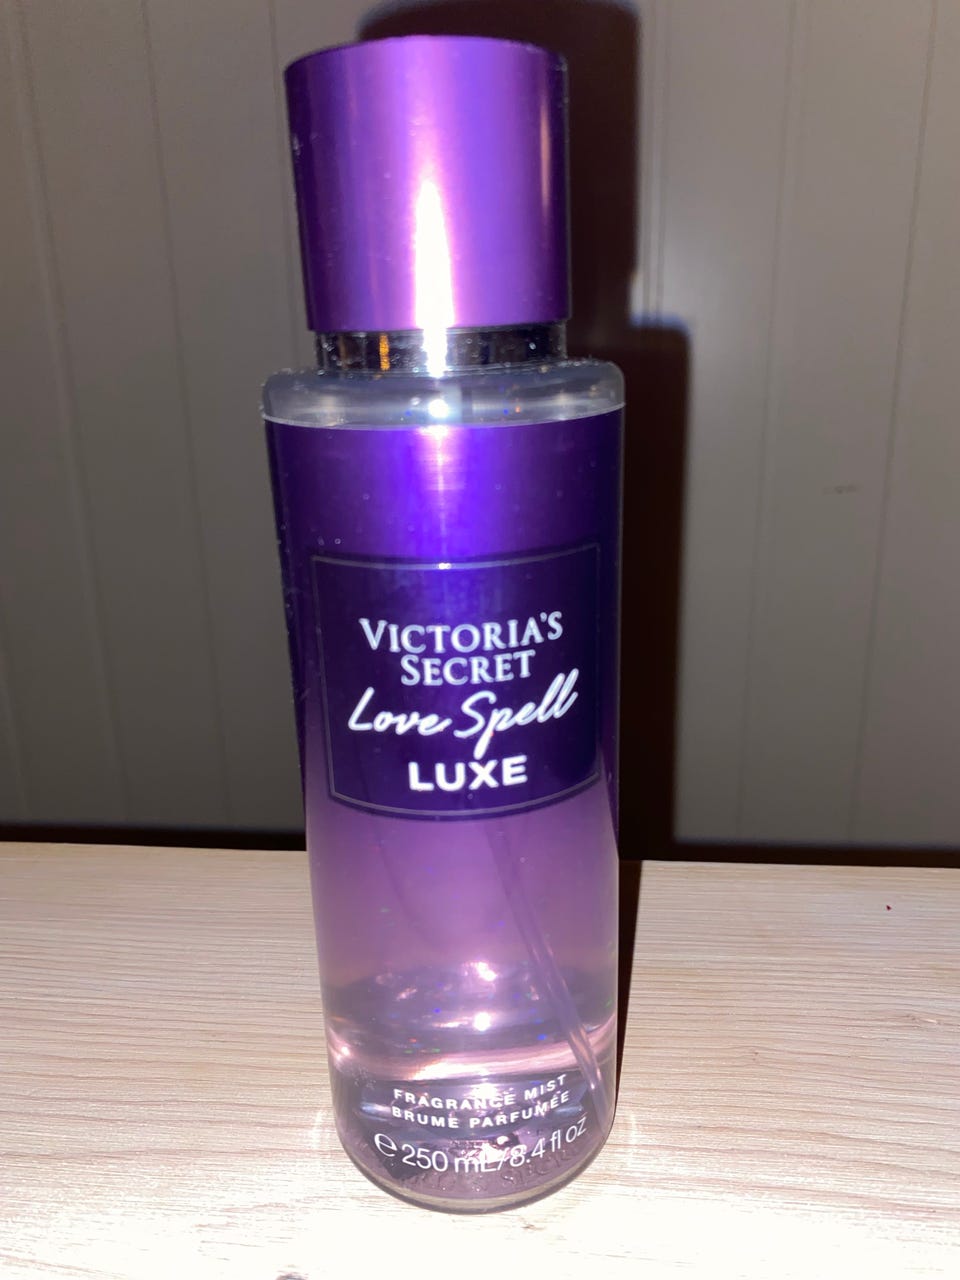 VICTORIA'S
SECRET
Love Spell
LUXE
FRAGRANCE MIST
BRUME PARFUMÉE
℮ 250 mL/8.4 fl oz